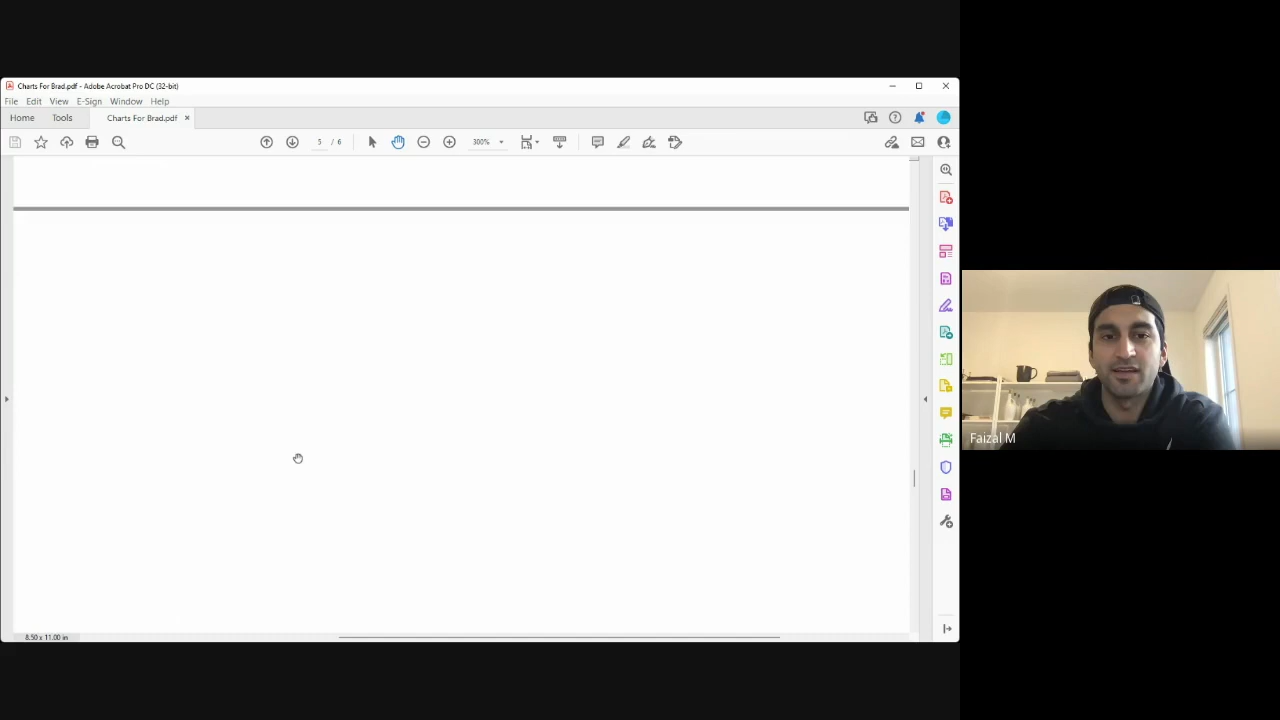 Charts For Brad.pdf - Adobe Acrobat Pro DC (32-bit)
File Edit View E-Sign Window Help
Home Tools Charts For Brad.pdf
5 / 6 300%
Faizal M
8.50 x 11.00 in